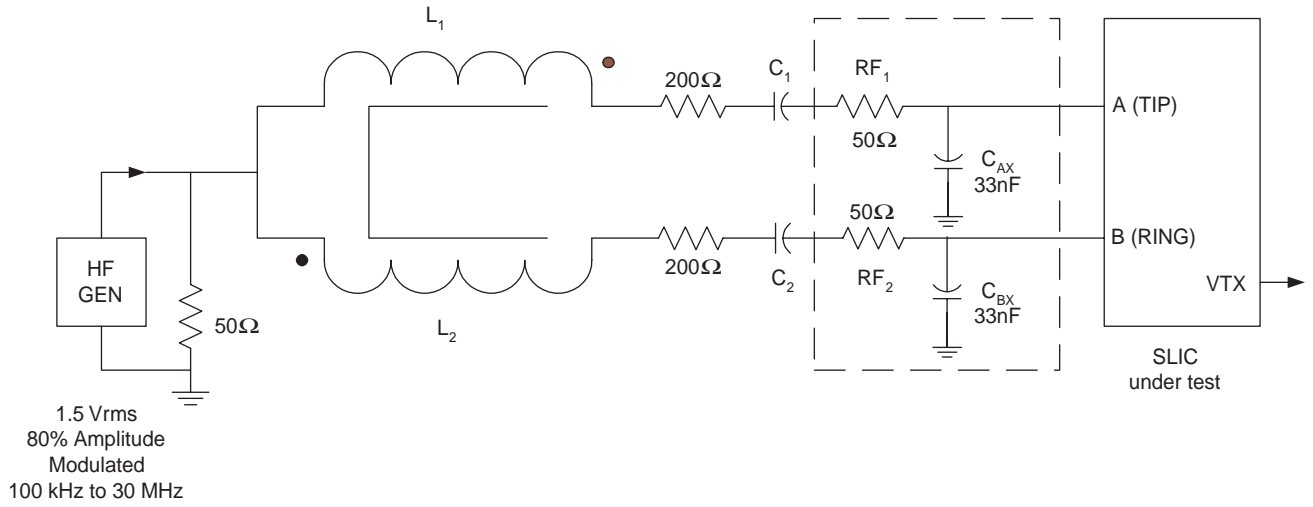 L1
200Ω
C1
RF1
50Ω
A (TIP)
CAX
33nF
HF
GEN
50Ω
L2
200Ω
C2
50Ω
RF2
B (RING)
CBX
33nF
VTX
SLIC
under test
1.5 Vrms
80% Amplitude
Modulated
100 kHz to 30 MHz